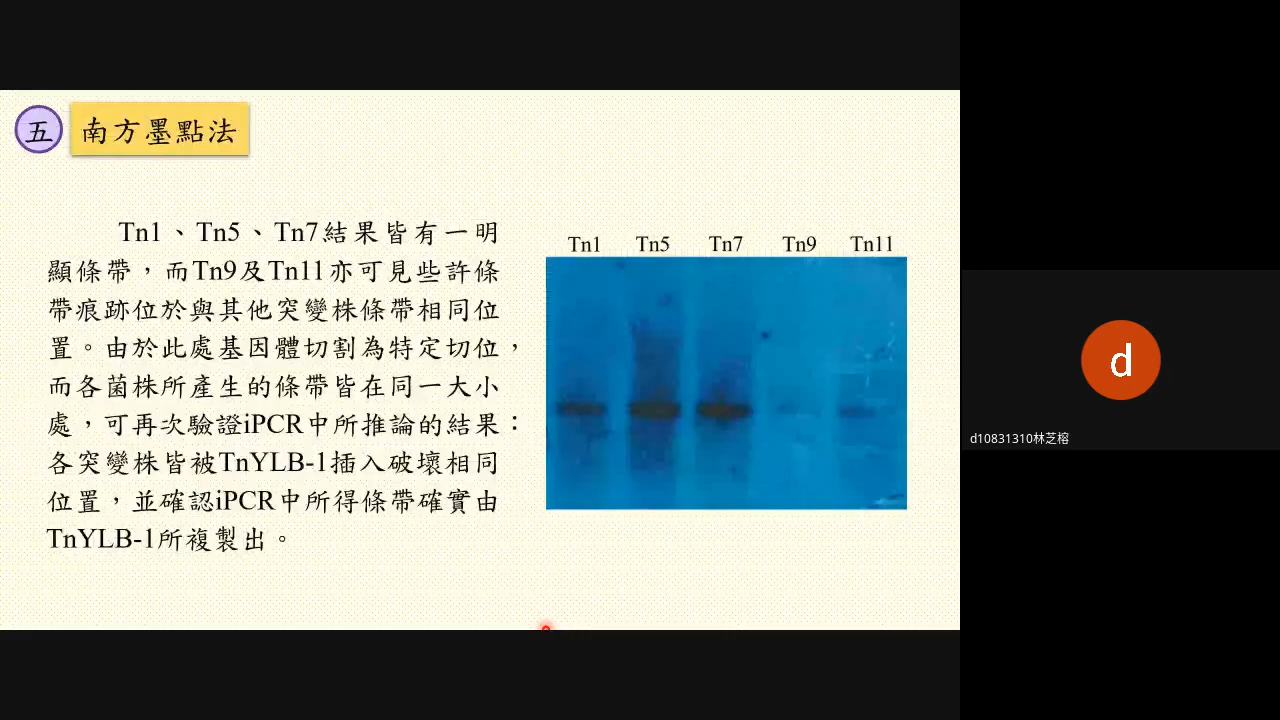 五 南方墨點法
Tn1、Tn5、Tn7結果皆有一明
顯條帶，而Tn9及Tn11亦可見些許條
帶痕跡位於與其他突變株條帶相同位
置。由於此處基因體切割為特定切位，
而各菌株所產生的條帶皆在同一大小
處，可再次驗證iPCR中所推論的結果：
各突變株皆被TnYLB-1插入破壞相同
位置，並確認iPCR中所得條帶確實由
TnYLB-1所複製出。
Tn1 Tn5 Tn7 Tn9 Tn11
d
d10831310林芝榕